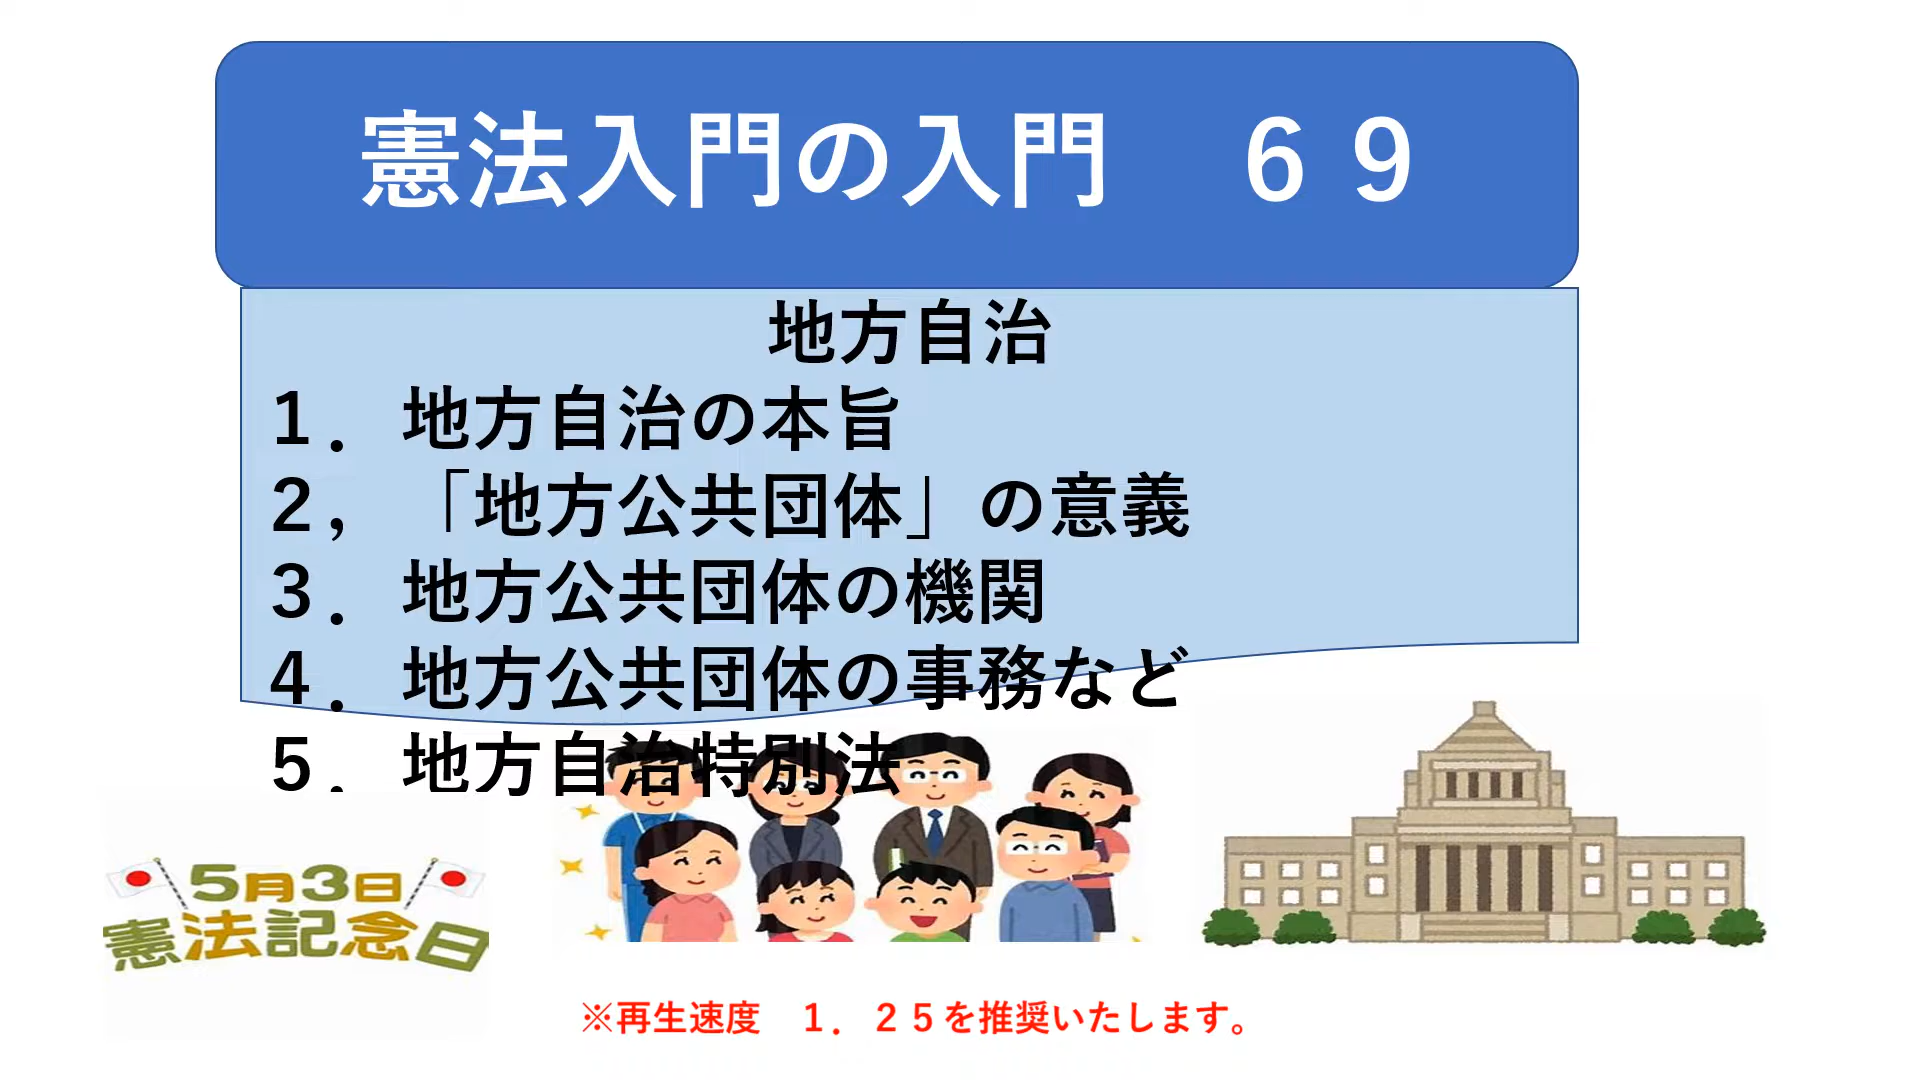 憲法入門の入門　６９
地方自治
１．地方自治の本旨
２，「地方公共団体」の意義
３．地方公共団体の機関
４．地方公共団体の事務など
５．地方自治特別法
5月3日
憲法記念日
※再生速度　１．２５を推奨いたします。